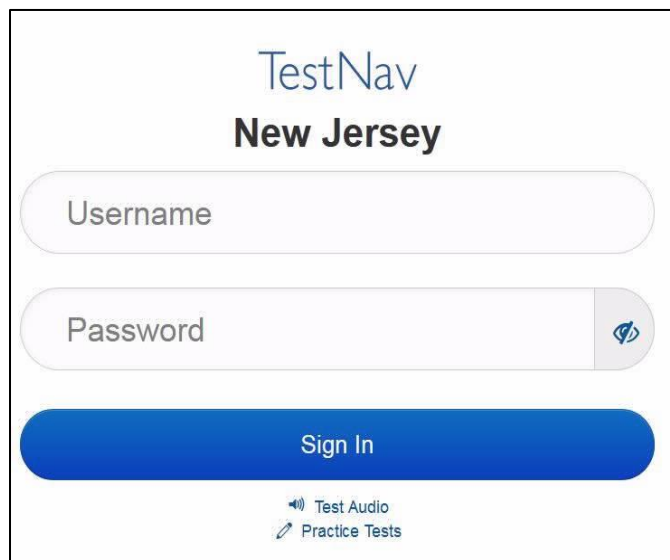 TestNav
New Jersey
Username
Password
Sign In
Test Audio
Practice Tests